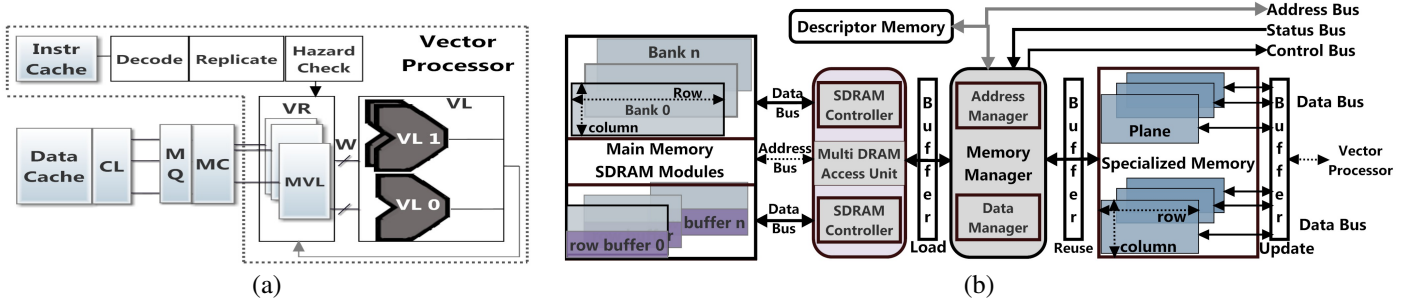 Instr
Cache
Decode
Replicate
Hazard
Check
Vector
Processor
VR
VL
Data
Cache
CL
M
Q
MC
MVL
W
VL 1
VL 0
(a)
Descriptor Memory
Address Bus
Status Bus
Control Bus
Bank n
Row
Bank 0
column
Main Memory
SDRAM Modules
buffer n
r
row buffer 0
Data
Bus
Address
Bus
Data
Bus
SDRAM
Controller
Multi DRAM
Access Unit
SDRAM
Controller
Buffer
Load
Address
Manager
Memory
Manager
Data
Manager
Buffer
Reuse
Plane
Specialized Memory
row
column
Buffer
Update
Data Bus
Vector
Processor
Data Bus
(b)